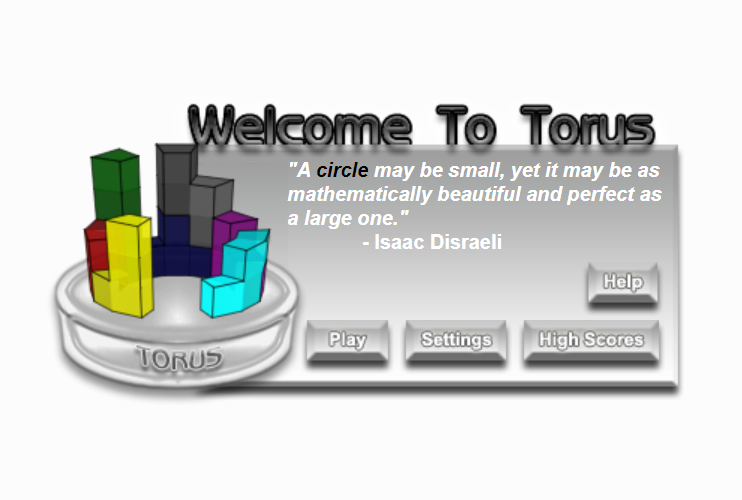 Welcome To Torus
"A circle may be small, yet it may be as
mathematically beautiful and perfect as
a large one."
- Isaac Disraeli
Help
Play Settings High Scores
TORUS